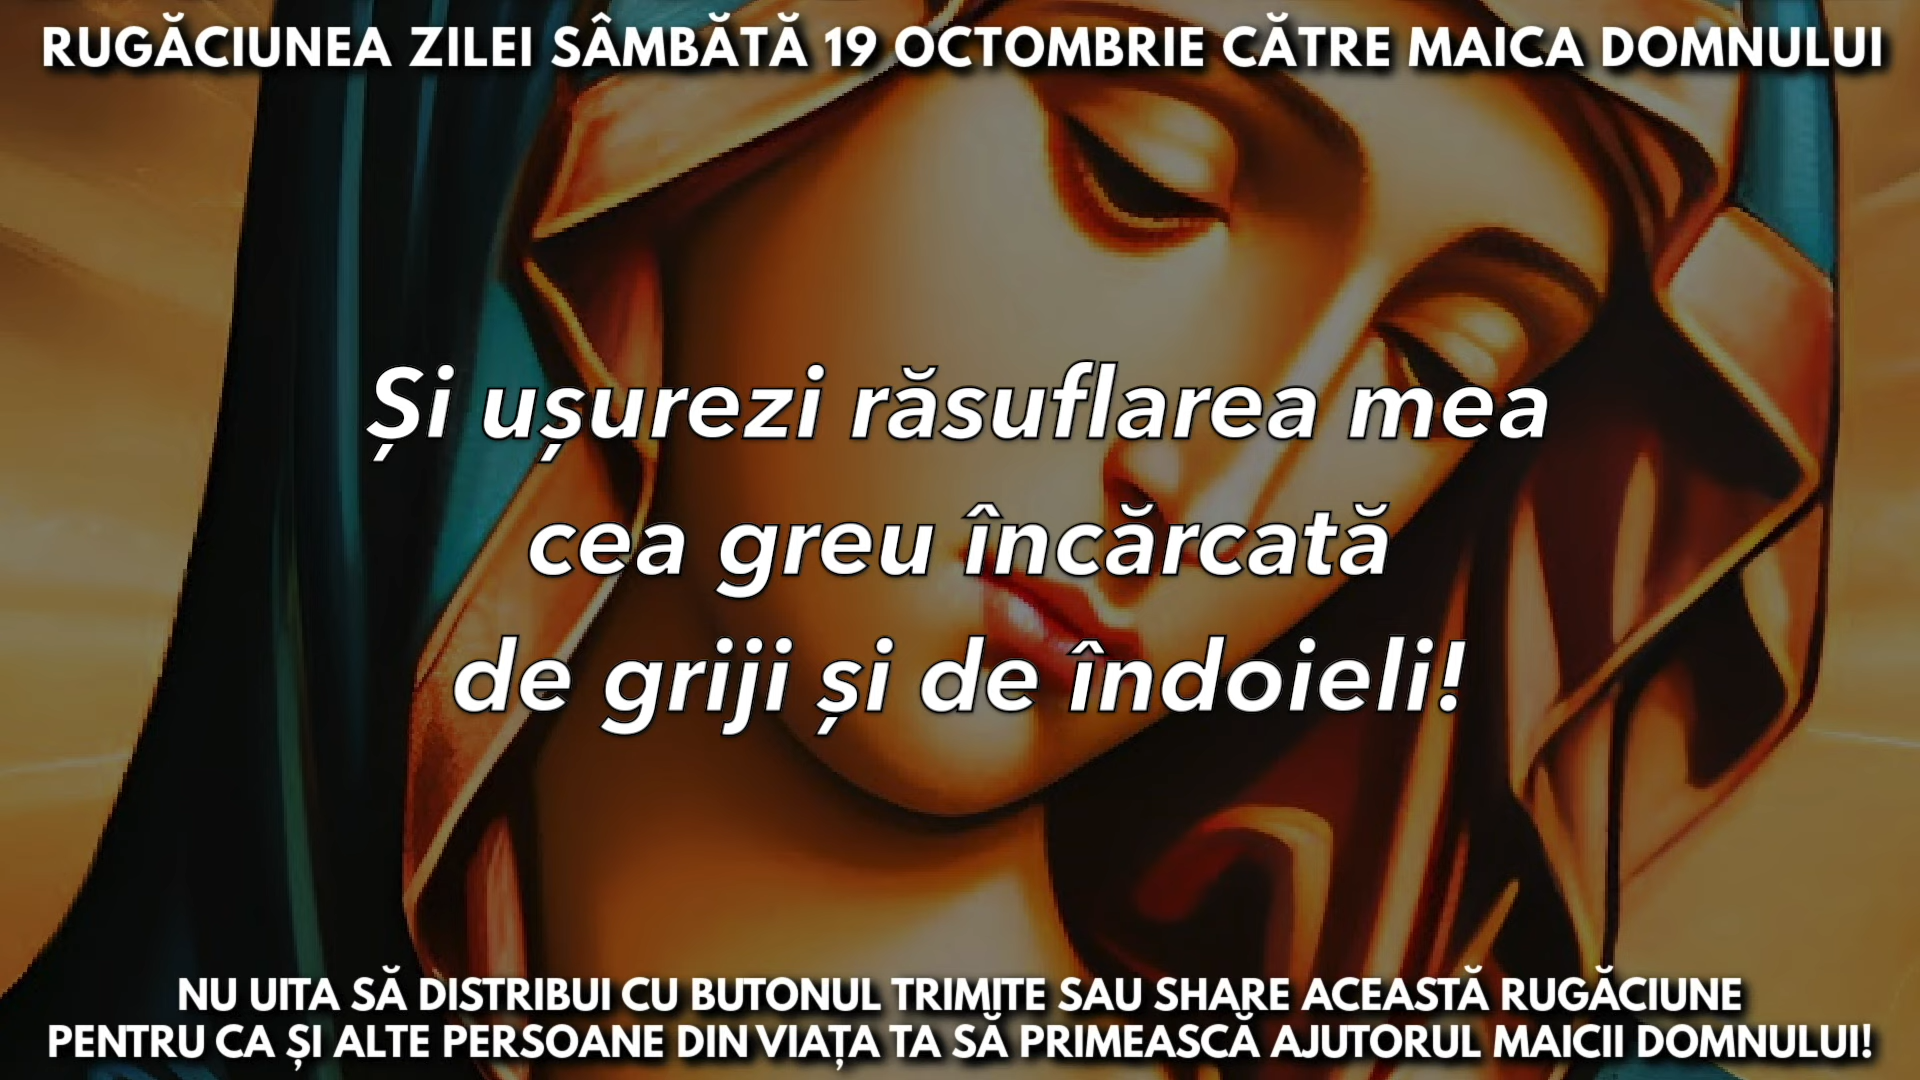 RUGĂCIUNEA ZILEI SÂMBĂTĂ 19 OCTOMBRIE CĂTRE MAICA DOMNULUI
Și ușurezi răsuflarea mea
cea greu încărcată
de griji și de îndoieli!
NU UITA SĂ DISTRIBUI CU BUTONUL TRIMITE SAU SHARE ACEASTĂ RUGĂCIUNE
PENTRU CA ȘI ALTE PERSOANE DIN VIAȚA TA SĂ PRIMEASCĂ AJUTORUL MAICII DOMNULUI!